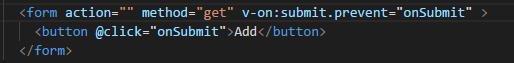 <form action="" method="get" v-on:submit.prevent="onSubmit" >
<button @click="onSubmit">Add</button>
</form>